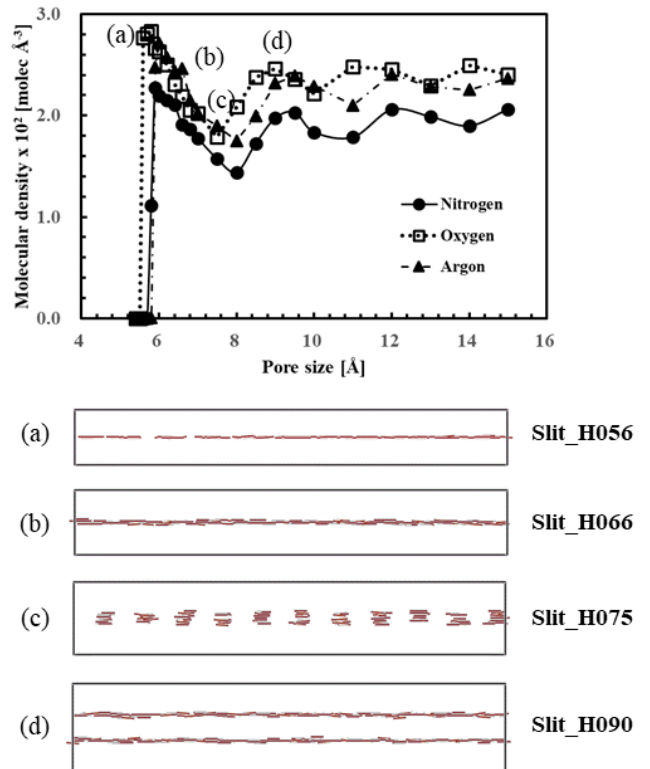 (a)
(b)
(c)
(d)
3.0
2.0
1.0
0.0
Molecular density x 10² [molec Å⁻³]
Nitrogen
Oxygen
Argon
4 6 8 10 12 14 16
Pore size [Å]
(a) Slit_H056
(b) Slit_H066
(c) Slit_H075
(d) Slit_H090